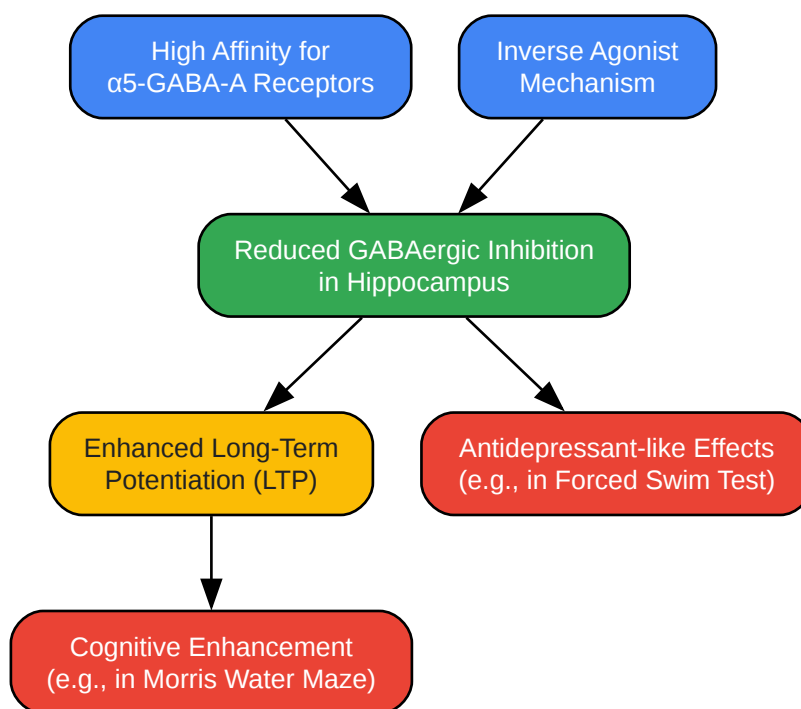 High Affinity for
α5-GABA-A Receptors
Inverse Agonist
Mechanism
Reduced GABAergic Inhibition
in Hippocampus
Enhanced Long-Term
Potentiation (LTP)
Antidepressant-like Effects
(e.g., in Forced Swim Test)
Cognitive Enhancement
(e.g., in Morris Water Maze)